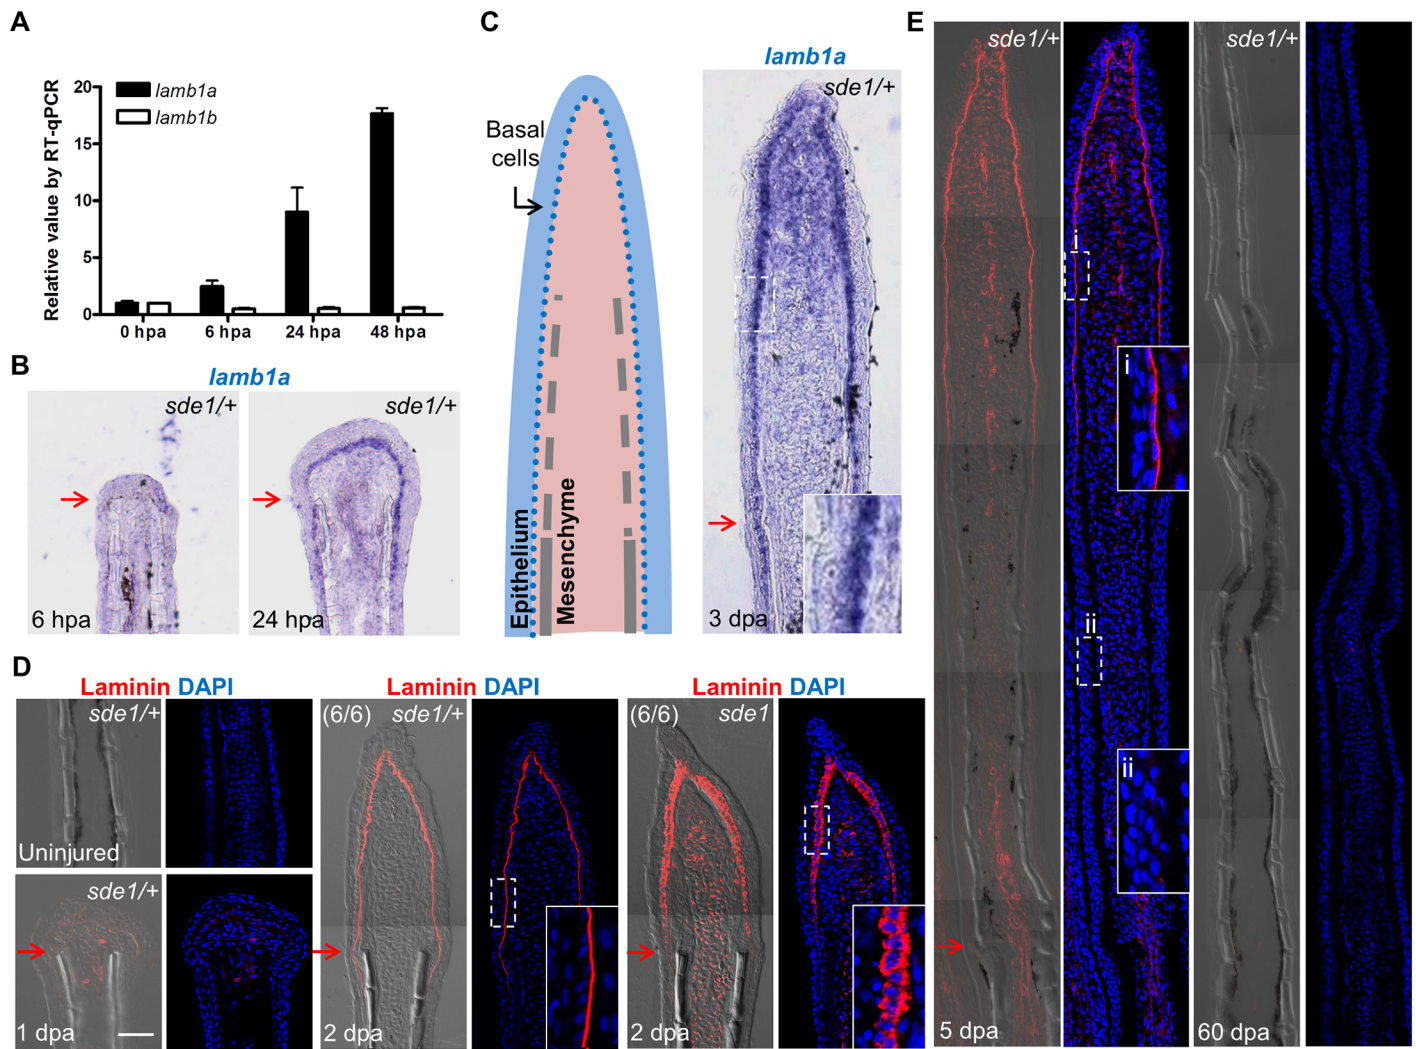 A
Relative value by RT-qPCR
20
15
10
5
0
lamb1a
lamb1b
0 hpa
6 hpa
24 hpa
48 hpa
B
lamb1a
sde1/+
6 hpa
sde1/+
24 hpa
C
Basal
cells
Epithelium
Mesenchyme
lamb1a
sde1/+
3 dpa
D
Laminin DAPI
sde1/+
Uninjured
sde1/+
1 dpa
Laminin DAPI
(6/6) sde1/+
2 dpa
Laminin DAPI
(6/6) sde1
2 dpa
E
sde1/+
5 dpa
i
i
ii
ii
sde1/+
60 dpa